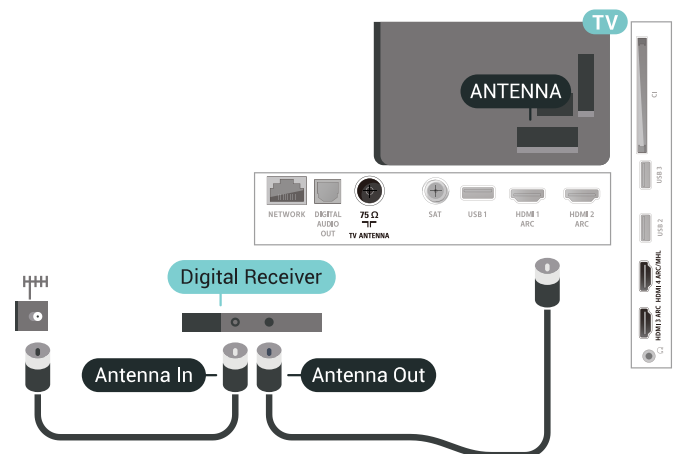 TV
ANTENNA
CI
USB 3
USB 2
HDMI 4 ARC/MHL
HDMI 3 ARC
NETWORK
DIGITAL
AUDIO
OUT
75 Ω
TV ANTENNA
SAT
USB 1
HDMI 1
ARC
HDMI 2
ARC
Digital Receiver
Antenna In
Antenna Out